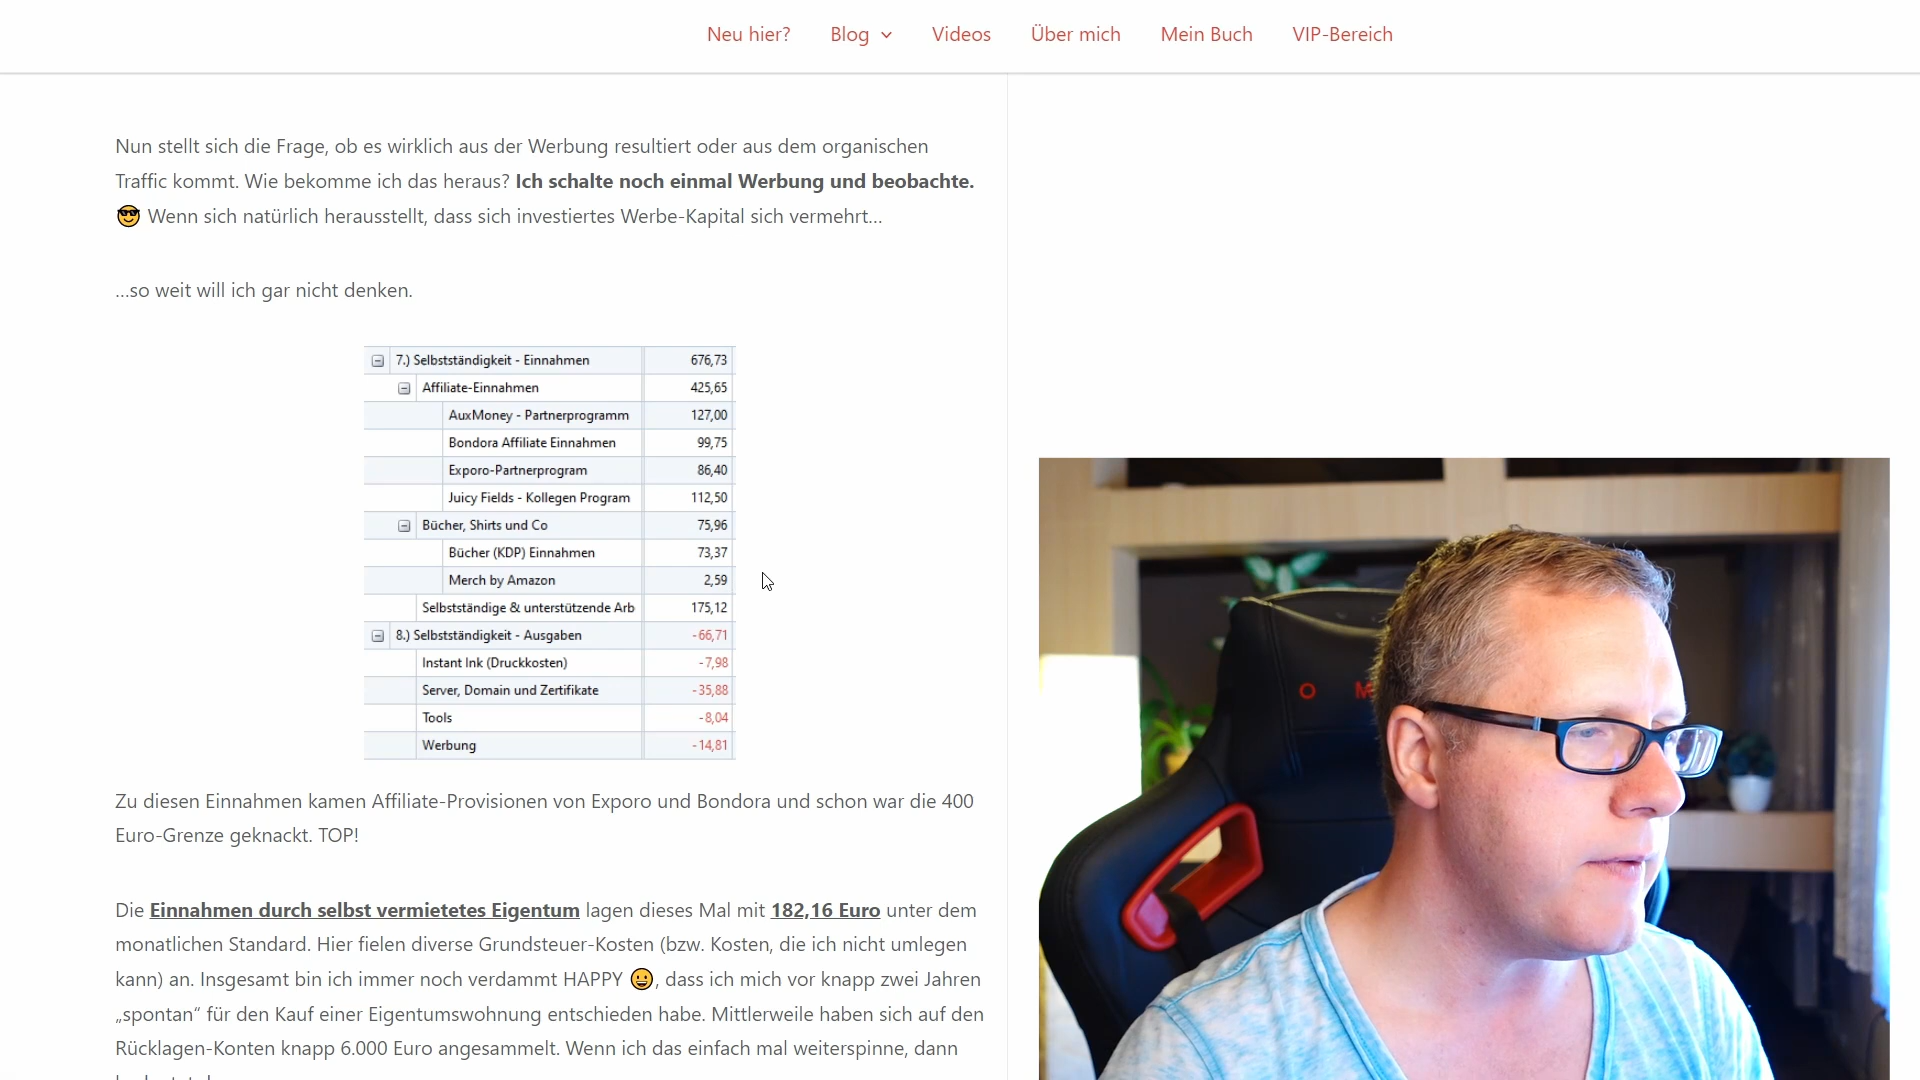 Neu hier? Blog Videos Über mich Mein Buch VIP-Bereich
Nun stellt sich die Frage, ob es wirklich aus der Werbung resultiert oder aus dem organischen
Traffic kommt. Wie bekomme ich das heraus? Ich schalte noch einmal Werbung und beobachte.
😎 Wenn sich natürlich herausstellt, dass sich investiertes Werbe-Kapital sich vermehrt…
…so weit will ich gar nicht denken.
7.) Selbstständigkeit - Einnahmen 676,73
Affiliate-Einnahmen 425,65
AuxMoney - Partnerprogramm 127,00
Bondora Affiliate Einnahmen 99,75
Exporo-Partnerprogram 86,40
Juicy Fields - Kollegen Program 112,50
Bücher, Shirts und Co 75,96
Bücher (KDP) Einnahmen 73,37
Merch by Amazon 2,59
Selbstständige & unterstützende Arb 175,12
8.) Selbstständigkeit - Ausgaben -66,71
Instant Ink (Druckkosten) -7,98
Server, Domain und Zertifikate -35,88
Tools -8,04
Werbung -14,81
Zu diesen Einnahmen kamen Affiliate-Provisionen von Exporo und Bondora und schon war die 400
Euro-Grenze geknackt. TOP!
Die Einnahmen durch selbst vermietetes Eigentum lagen dieses Mal mit 182,16 Euro unter dem
monatlichen Standard. Hier fielen diverse Grundsteuer-Kosten (bzw. Kosten, die ich nicht umlegen
kann) an. Insgesamt bin ich immer noch verdammt HAPPY 😀, dass ich mich vor knapp zwei Jahren
„spontan“ für den Kauf einer Eigentumswohnung entschieden habe. Mittlerweile haben sich auf den
Rücklagen-Konten knapp 6.000 Euro angesammelt. Wenn ich das einfach mal weiterspinne, dann
O M